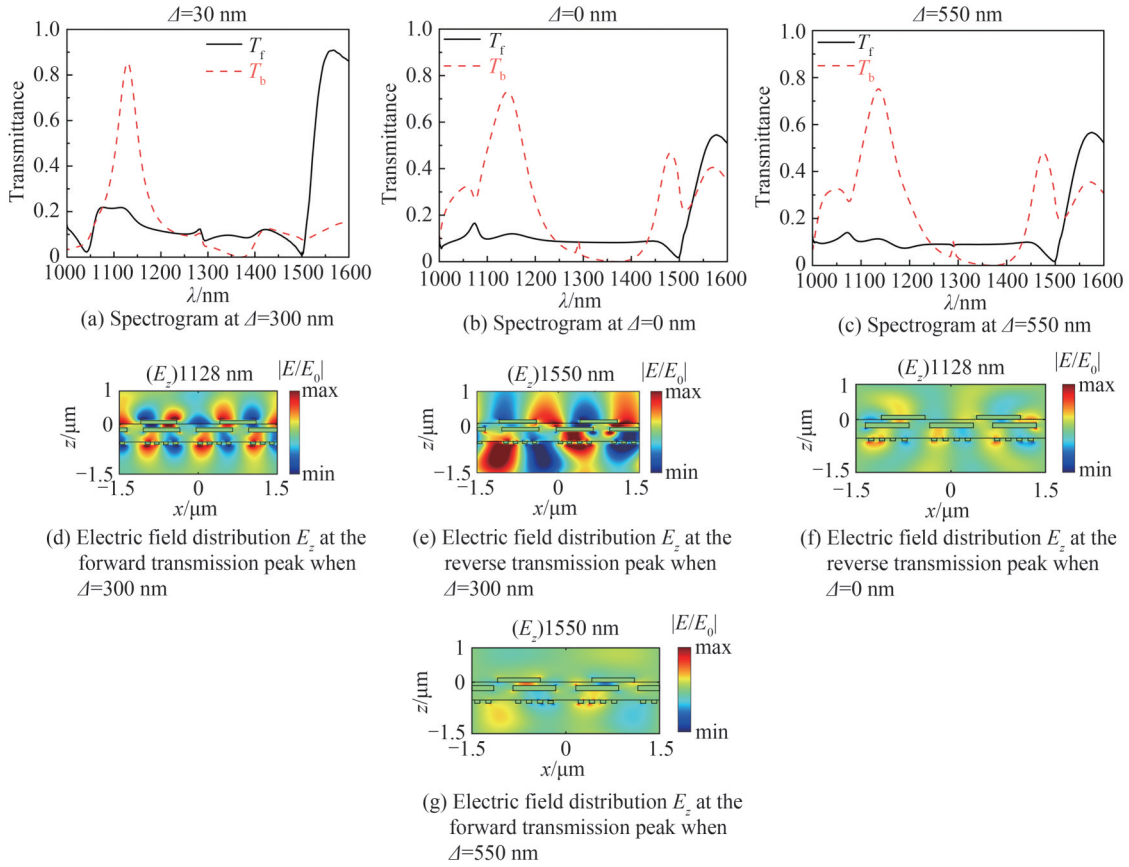 Δ=30 nm
Transmittance
1.0
0.8
0.6
0.4
0.2
0
T_f
T_b
1000 1100 1200 1300 1400 1500 1600
λ/nm
(a) Spectrogram at Δ=300 nm
Δ=0 nm
Transmittance
1.0
0.8
0.6
0.4
0.2
0
T_f
T_b
1000 1100 1200 1300 1400 1500 1600
λ/nm
(b) Spectrogram at Δ=0 nm
Δ=550 nm
Transmittance
1.0
0.8
0.6
0.4
0.2
0
T_f
T_b
1000 1100 1200 1300 1400 1500 1600
λ/nm
(c) Spectrogram at Δ=550 nm
(E_z)1128 nm
|E/E_0|
max
min
z/μm
1
0
−1.5
−1.5 0 1.5
x/μm
(d) Electric field distribution E_z at the
forward transmission peak when
Δ=300 nm
(E_z)1550 nm
|E/E_0|
max
min
z/μm
1
0
−1.5
−1.5 0 1.5
x/μm
(e) Electric field distribution E_z at the
reverse transmission peak when
Δ=300 nm
(E_z)1128 nm
|E/E_0|
max
min
z/μm
1
0
−1.5
−1.5 0 1.5
x/μm
(f) Electric field distribution E_z at the
reverse transmission peak when
Δ=0 nm
(E_z)1550 nm
|E/E_0|
max
min
z/μm
1
0
−1.5
−1.5 0 1.5
x/μm
(g) Electric field distribution E_z at the
forward transmission peak when
Δ=550 nm